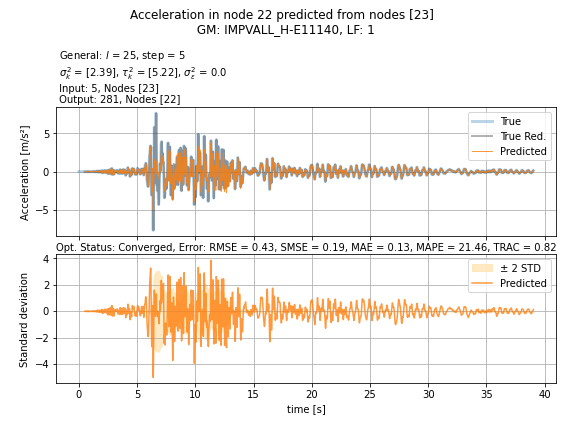 Acceleration in node 22 predicted from nodes [23]
GM: IMPVALL_H-E11140, LF: 1
General: l = 25, step = 5
σ²ₖ = [2.39], τ²ₖ = [5.22], σ²_ε = 0.0
Input: 5, Nodes [23]
Output: 281, Nodes [22]
Acceleration [m/s²]
5
0
−5
True
True Red.
Predicted
Opt. Status: Converged, Error: RMSE = 0.43, SMSE = 0.19, MAE = 0.13, MAPE = 21.46, TRAC = 0.82
Standard deviation
4
2
0
−2
−4
± 2 STD
Predicted
0 5 10 15 20 25 30 35 40
time [s]